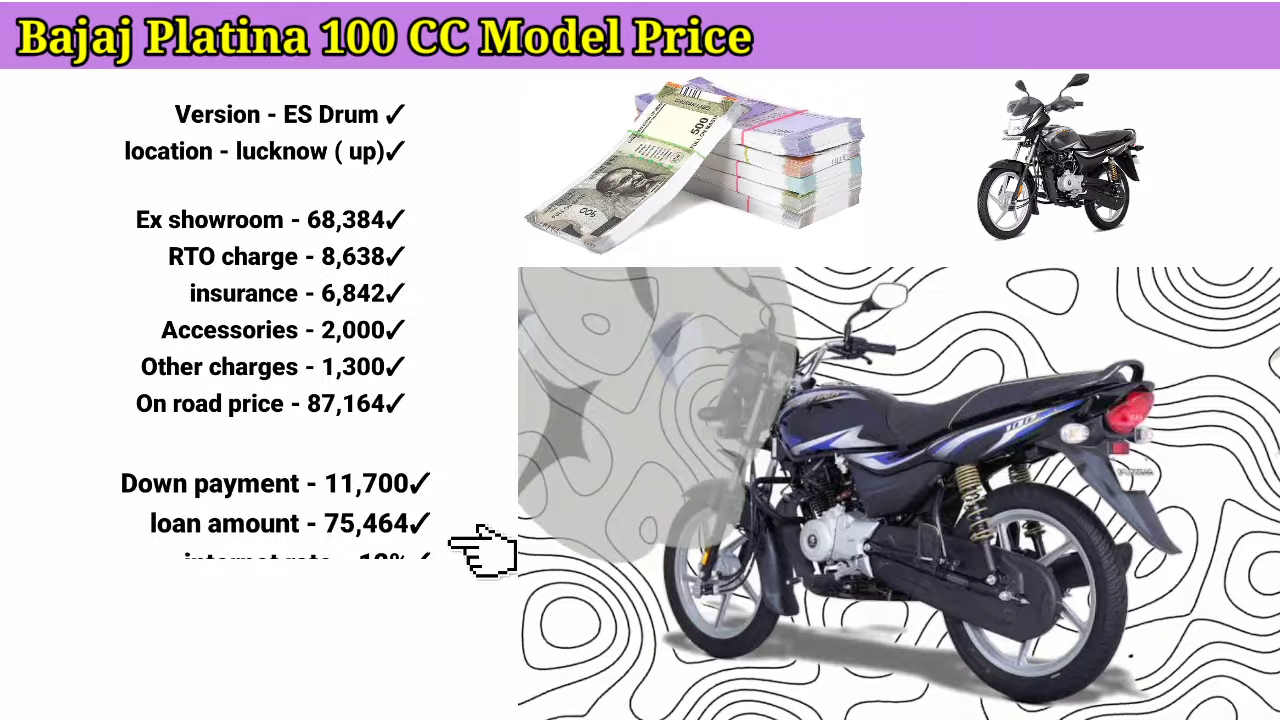 Bajaj Platina 100 CC Model Price
Version - ES Drum ✓
location - lucknow ( up)✓
Ex showroom - 68,384✓
RTO charge - 8,638✓
insurance - 6,842✓
Accessories - 2,000✓
Other charges - 1,300✓
On road price - 87,164✓
Down payment - 11,700✓
loan amount - 75,464✓
500
100